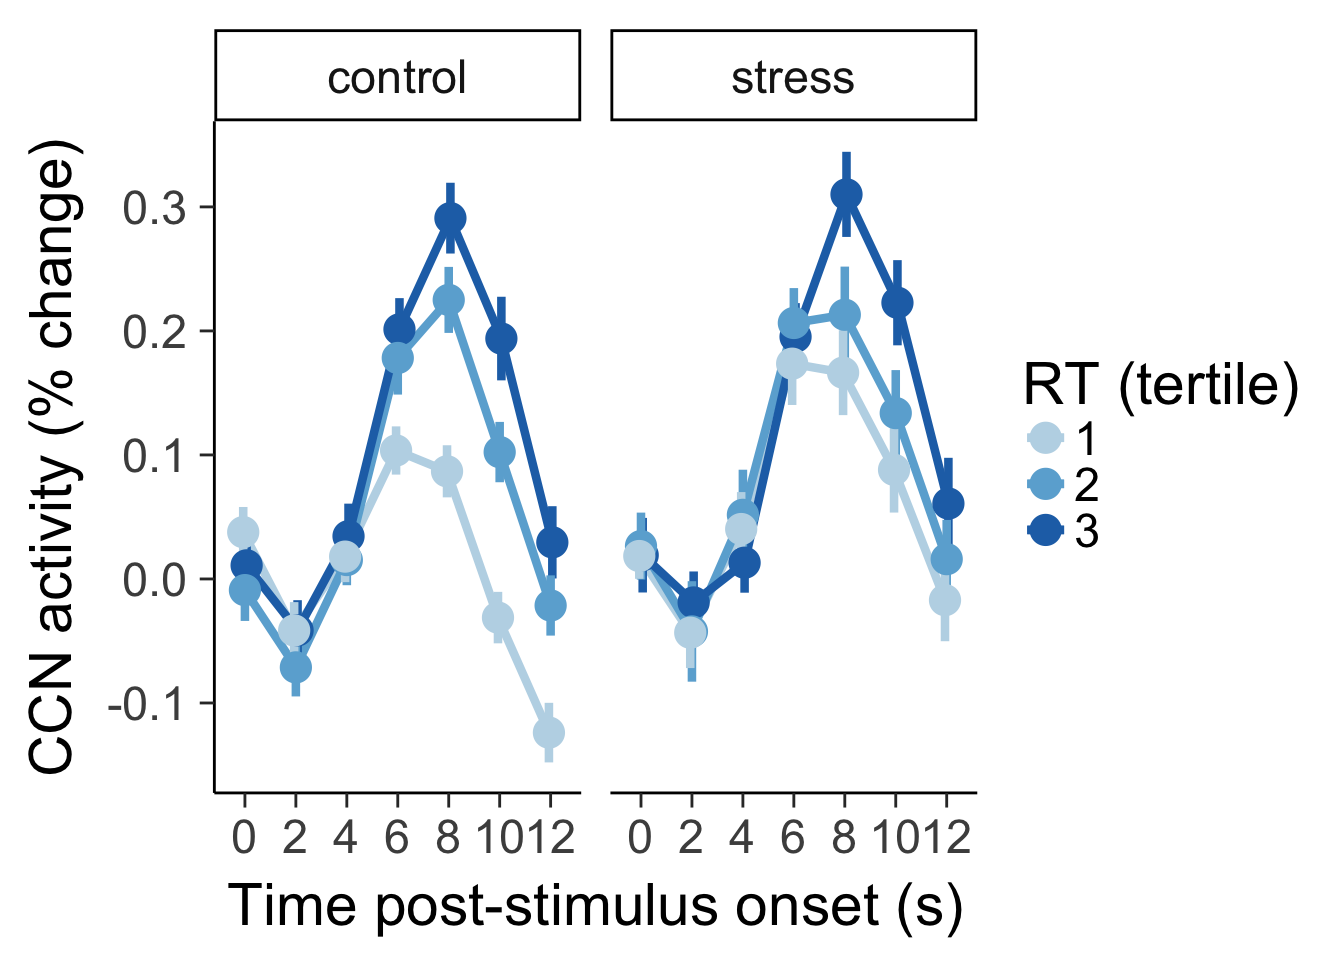 control stress
CCN activity (% change)
0.3
0.2
0.1
0.0
-0.1
0 2 4 6 8 10 12 0 2 4 6 8 10 12
Time post-stimulus onset (s)
RT (tertile)
1
2
3